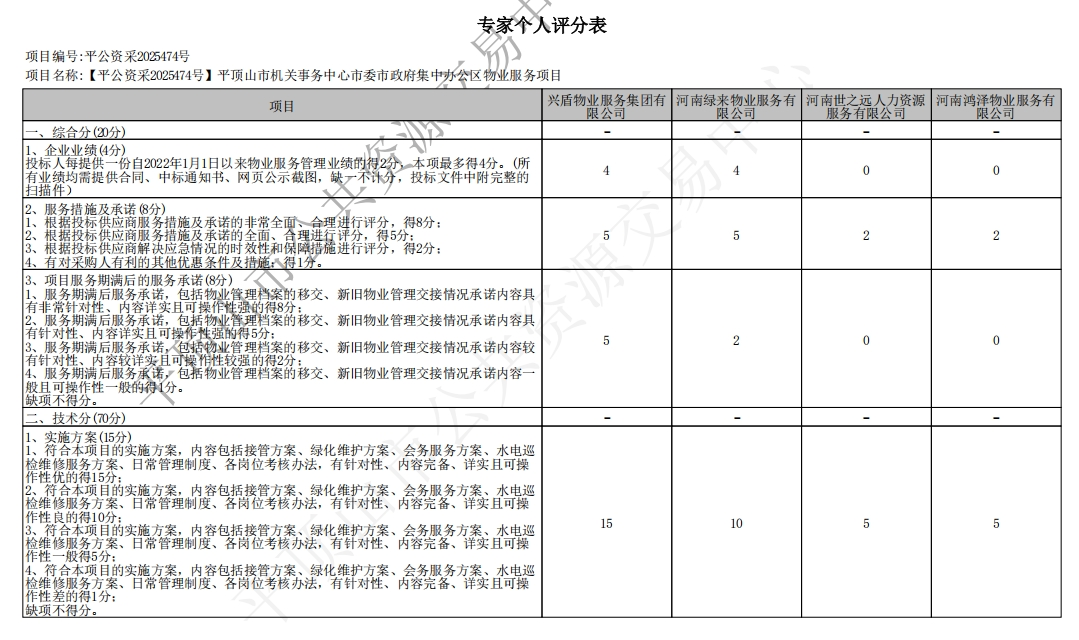 专家个人评分表
项目编号:平公资采2025474号
项目名称:【平公资采2025474号】平顶山市机关事务中心市委市政府集中办公区物业服务项目
项目
兴盾物业服务集团有限公司
河南绿来物业服务有限公司
河南世之远人力资源服务有限公司
河南鸿泽物业服务有限公司
一、综合分(20分)
- - - -
1、企业业绩(4分)
投标人每提供一份自2022年1月1日以来物业服务管理业绩的得2分，本项最多得4分。(所
有业绩均需提供合同、中标通知书、网页公示截图，缺一不计分，投标文件中附完整的
扫描件)
4 4 0 0
2、服务措施及承诺(8分)
1、根据投标供应商服务措施及承诺的非常全面、合理进行评分，得8分；
2、根据投标供应商服务措施及承诺的全面、合理进行评分，得5分；
3、根据投标供应商解决应急情况的时效性和保障措施进行评分，得2分；
4、有对采购人有利的其他优惠条件及措施；得1分。
5 5 2 2
3、项目服务期满后的服务承诺(8分)
1、服务期满后服务承诺，包括物业管理档案的移交、新旧物业管理交接情况承诺内容具
有非常针对性、内容详实且可操作性强的得8分；
2、服务期满后服务承诺，包括物业管理档案的移交、新旧物业管理交接情况承诺内容具
有针对性、内容详实且可操作性强的得5分；
3、服务期满后服务承诺，包括物业管理档案的移交、新旧物业管理交接情况承诺内容较
有针对性、内容较详实且可操作性较强的得2分；
4、服务期满后服务承诺，包括物业管理档案的移交、新旧物业管理交接情况承诺内容一
般且可操作性一般的得1分。
缺项不得分。
5 2 0 0
二、技术分(70分)
- - - -
1、实施方案(15分)
1、符合本项目的实施方案，内容包括接管方案、绿化维护方案、会务服务方案、水电巡
检维修服务方案、日常管理制度、各岗位考核办法，有针对性、内容完备、详实且可操
作性优的得15分；
2、符合本项目的实施方案，内容包括接管方案、绿化维护方案、会务服务方案、水电巡
检维修服务方案、日常管理制度、各岗位考核办法，有针对性、内容完备、详实且可操
作性良的得10分；
3、符合本项目的实施方案，内容包括接管方案、绿化维护方案、会务服务方案、水电巡
检维修服务方案、日常管理制度、各岗位考核办法，有针对性、内容完备、详实且可操
作性一般得5分；
4、符合本项目的实施方案，内容包括接管方案、绿化维护方案、会务服务方案、水电巡
检维修服务方案、日常管理制度、各岗位考核办法，有针对性、内容完备、详实且可操
作性差的得1分；
缺项不得分。
15 10 5 5
平顶山市公共资源交易中
平顶山市公共资源交易中心